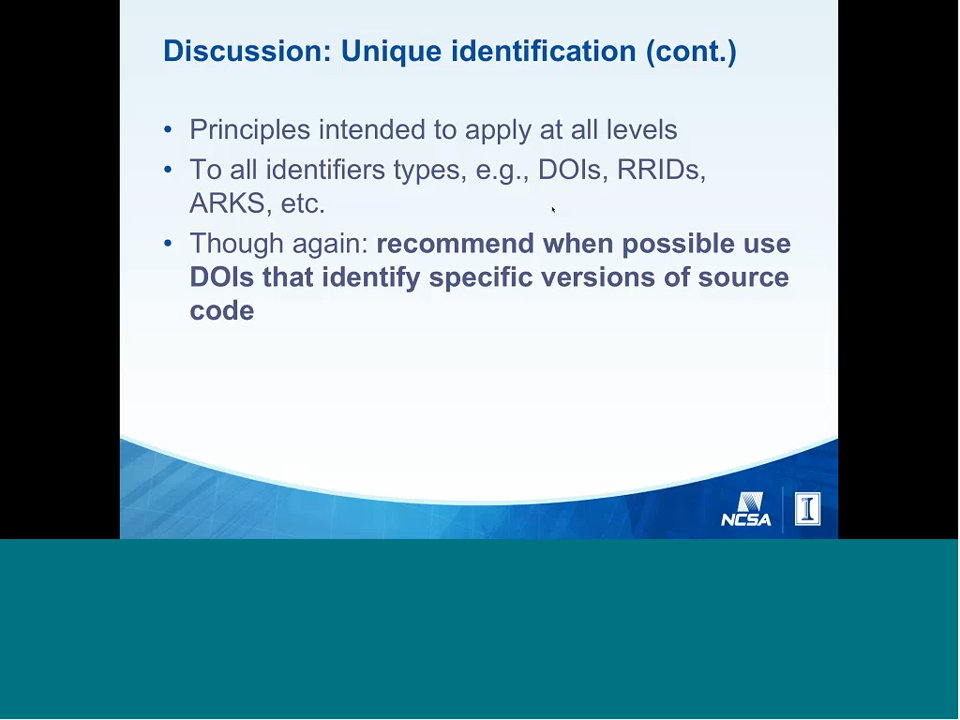 Discussion: Unique identification (cont.)
• Principles intended to apply at all levels
• To all identifiers types, e.g., DOIs, RRIDs,
ARKS, etc.
• Though again: recommend when possible use
DOIs that identify specific versions of source
code
NCSA
I